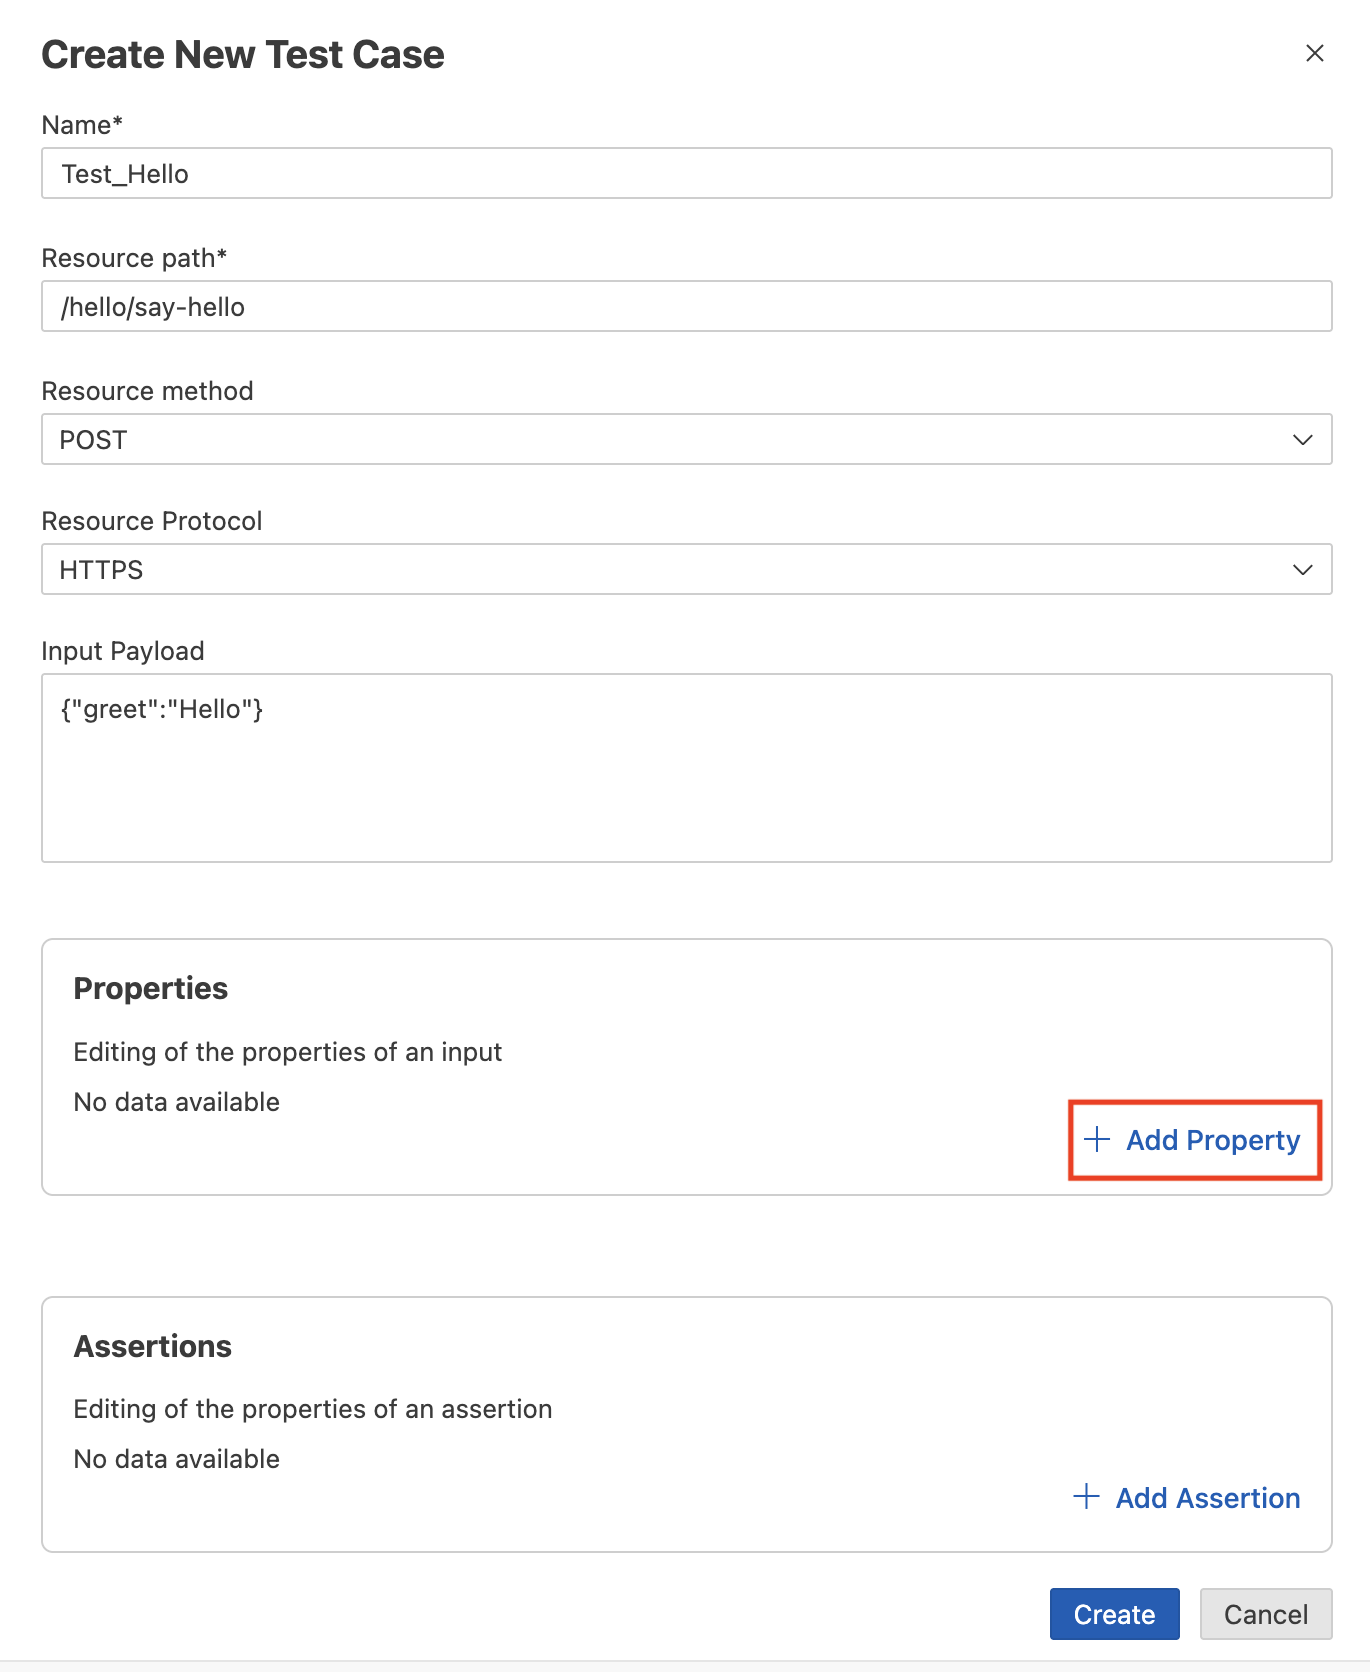 Create New Test Case
Name*
Test_Hello
Resource path*
/hello/say-hello
Resource method
POST
Resource Protocol
HTTPS
Input Payload
{"greet":"Hello"}
Properties
Editing of the properties of an input
No data available
Add Property
Assertions
Editing of the properties of an assertion
No data available
Add Assertion
Create Cancel